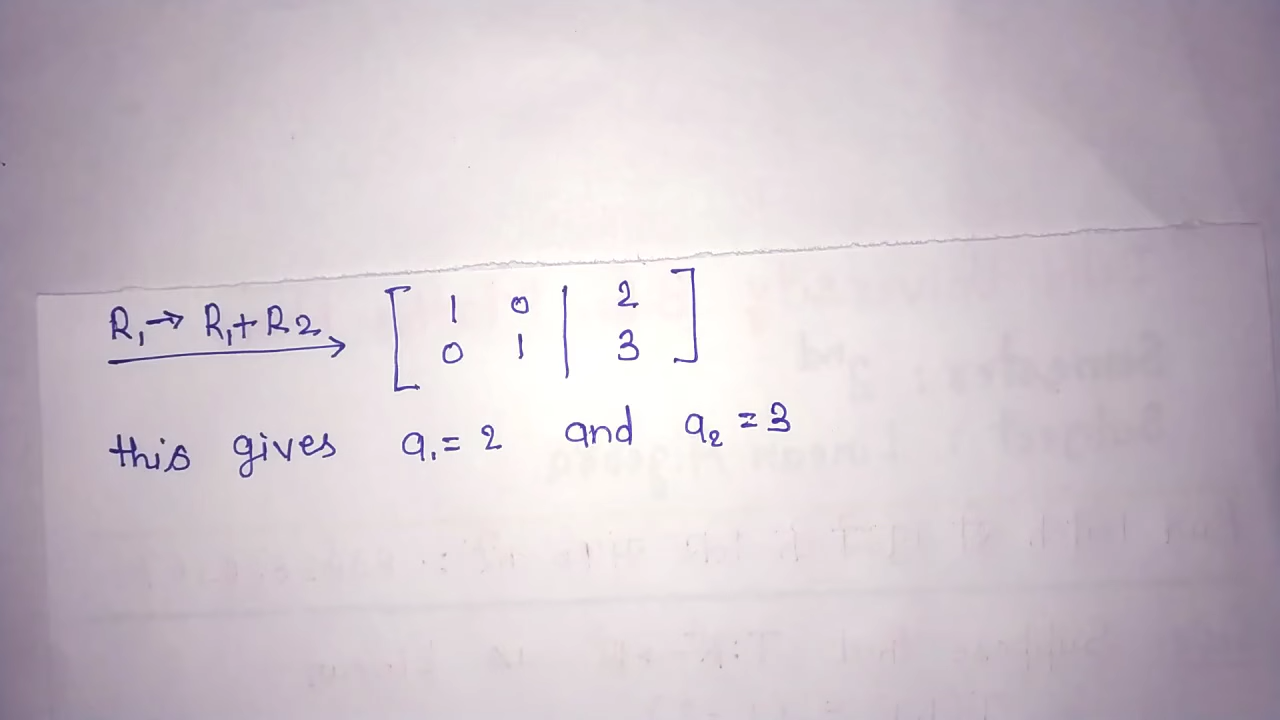 R₁ → R₁ + R2 [ 1 0 | 2
0 1 | 3 ]
this gives a₁ = 2 and a₂ = 3